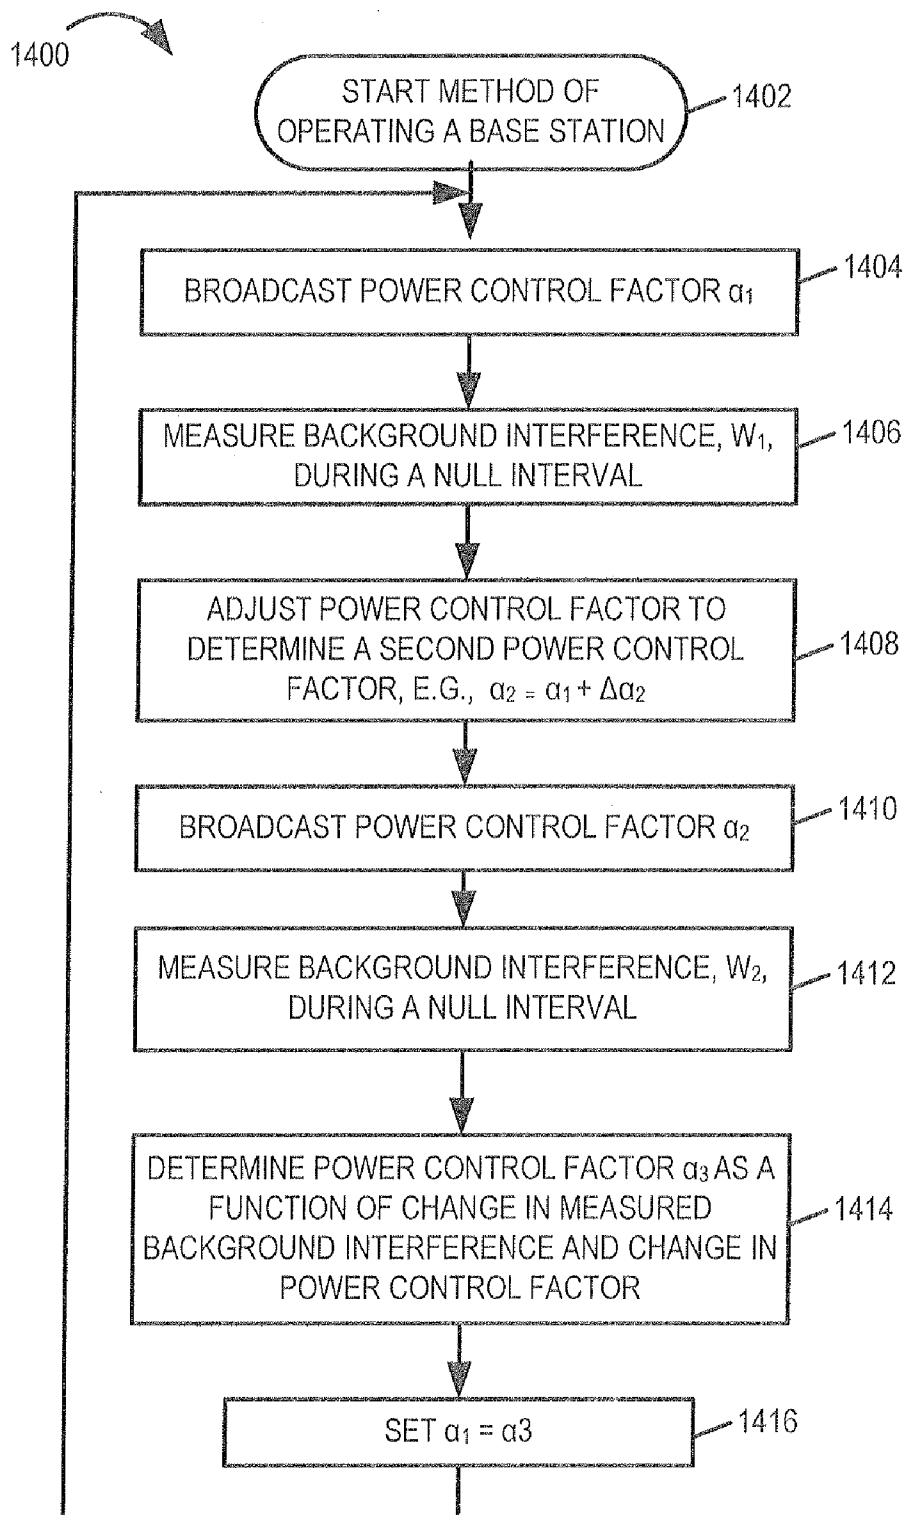 1400
START METHOD OF
OPERATING A BASE STATION
1402
BROADCAST POWER CONTROL FACTOR α₁
1404
MEASURE BACKGROUND INTERFERENCE, W₁,
DURING A NULL INTERVAL
1406
ADJUST POWER CONTROL FACTOR TO
DETERMINE A SECOND POWER CONTROL
FACTOR, E.G., α₂ = α₁ + Δα₂
1408
BROADCAST POWER CONTROL FACTOR α₂
1410
MEASURE BACKGROUND INTERFERENCE, W₂,
DURING A NULL INTERVAL
1412
DETERMINE POWER CONTROL FACTOR α₃ AS A
FUNCTION OF CHANGE IN MEASURED
BACKGROUND INTERFERENCE AND CHANGE IN
POWER CONTROL FACTOR
1414
SET α₁ = α3
1416